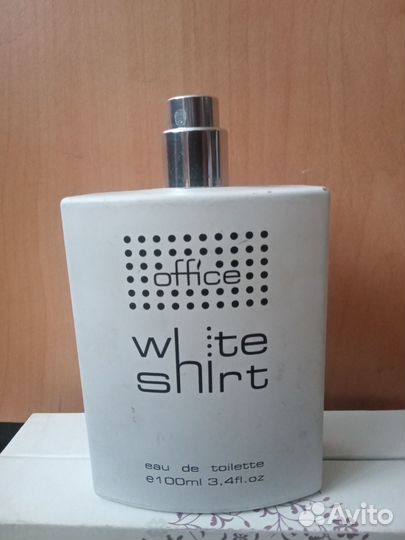 office
white
shirt
eau de toilette
e100ml 3.4fl.oz
Avito